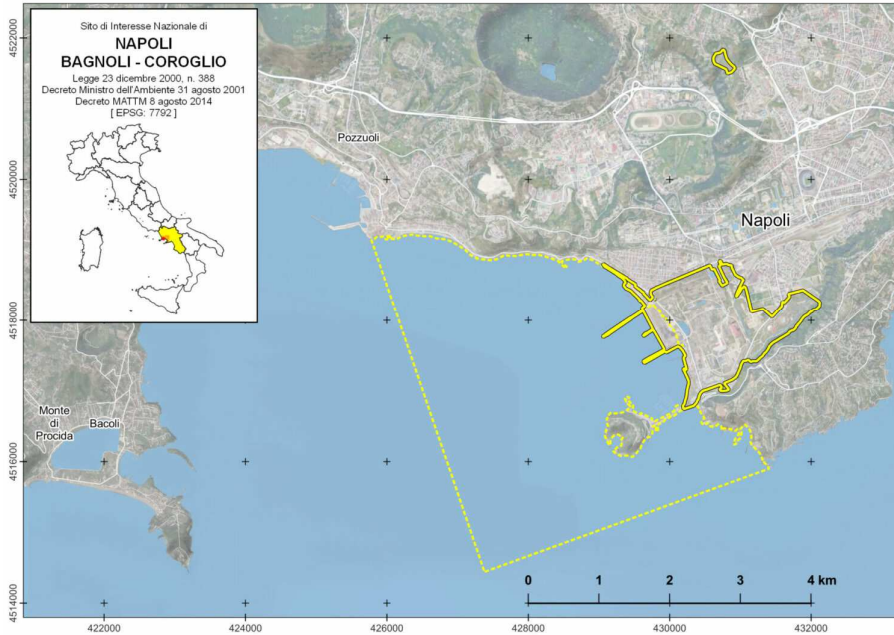 Sito di Interesse Nazionale di
NAPOLI
BAGNOLI - COROGLIO
Legge 23 dicembre 2000, n. 388
Decreto Ministro dell'Ambiente 31 agosto 2001
Decreto MATTM 8 agosto 2014
[ EPSG: 7792 ]
Pozzuoli
Napoli
Monte
di
Procida
Bacoli
0 1 2 3 4 km
4522000
4520000
4518000
4516000
4514000
422000 424000 426000 428000 430000 432000